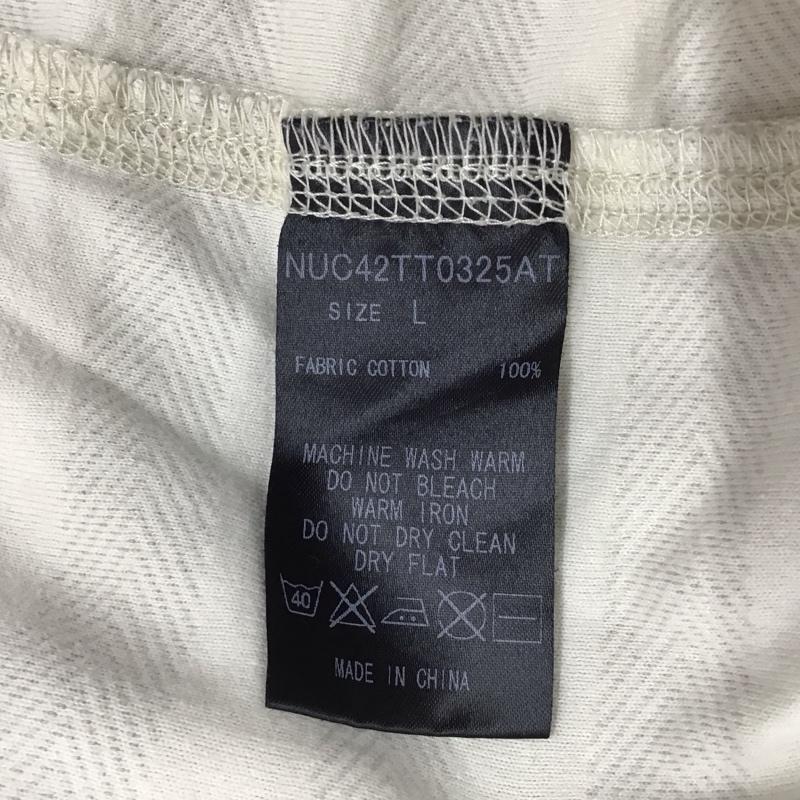 NUC42TT0325AT
SIZE L
FABRIC COTTON 100%
MACHINE WASH WARM
DO NOT BLEACH
WARM IRON
DO NOT DRY CLEAN
DRY FLAT
40
MADE IN CHINA